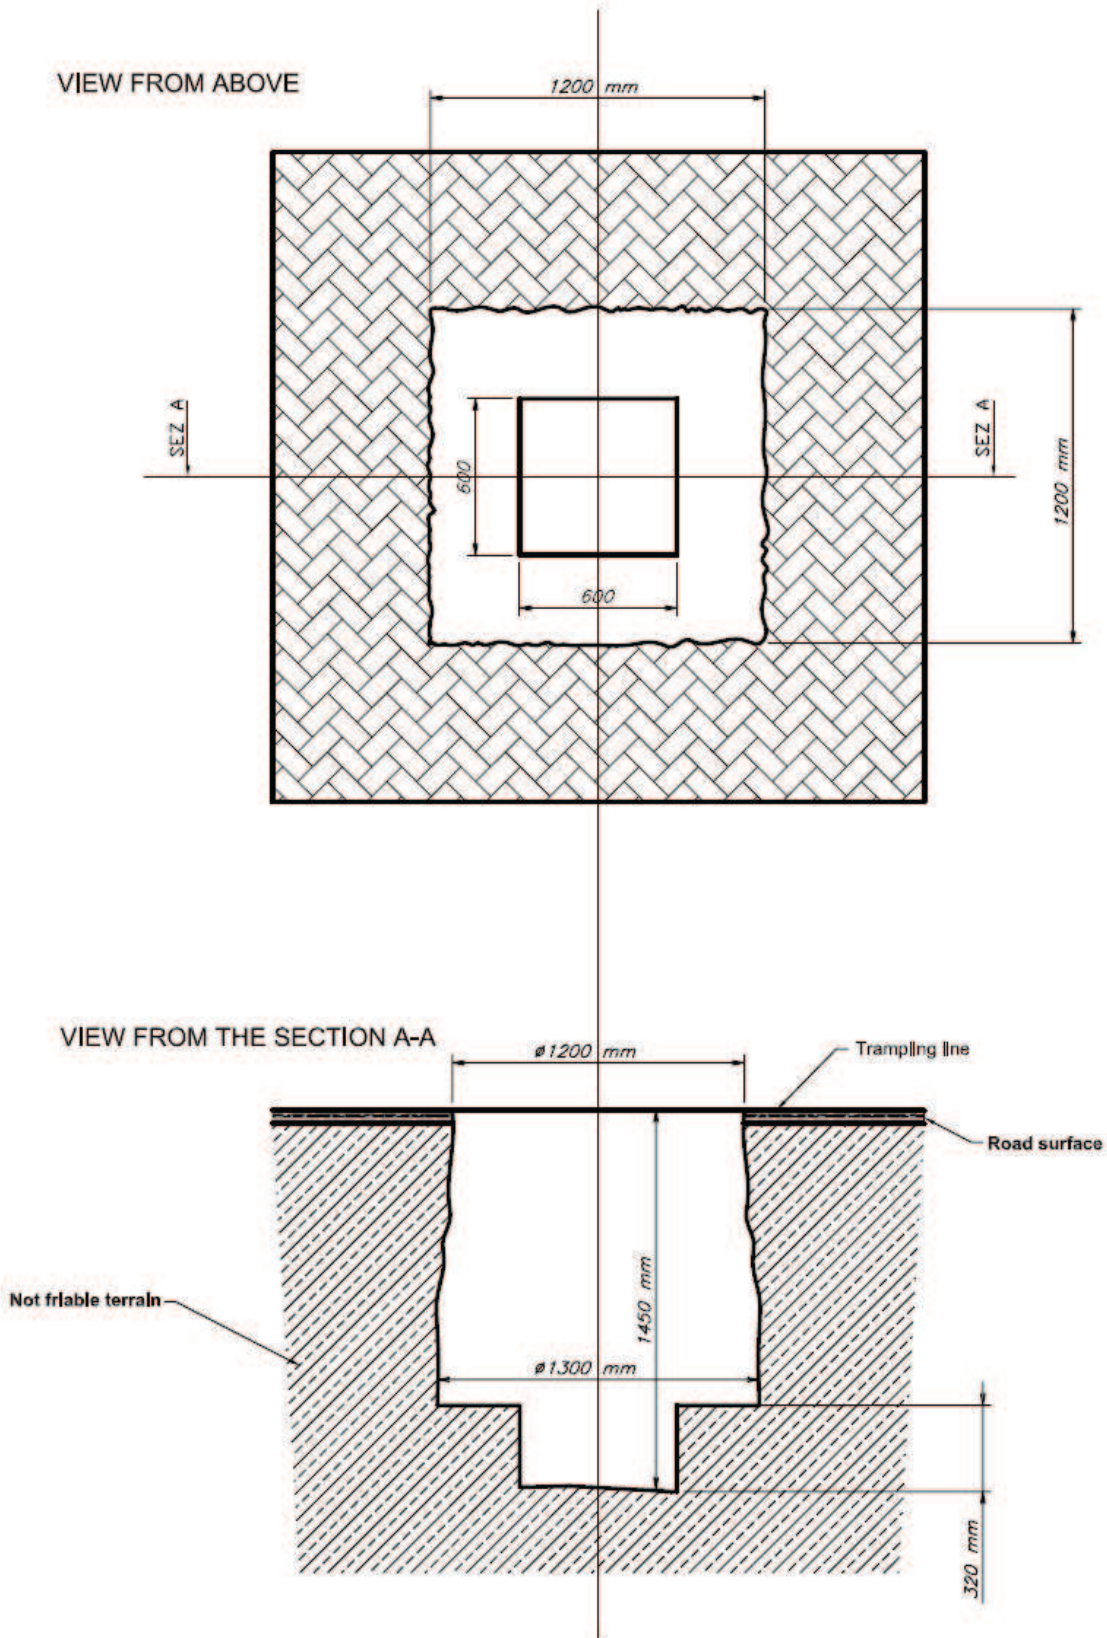 VIEW FROM ABOVE
1200 mm
SEZ A
SEZ A
600
1200 mm
600
VIEW FROM THE SECTION A-A
ø1200 mm
Trampling line
Road surface
1450 mm
Not friable terrain
ø1300 mm
320 mm